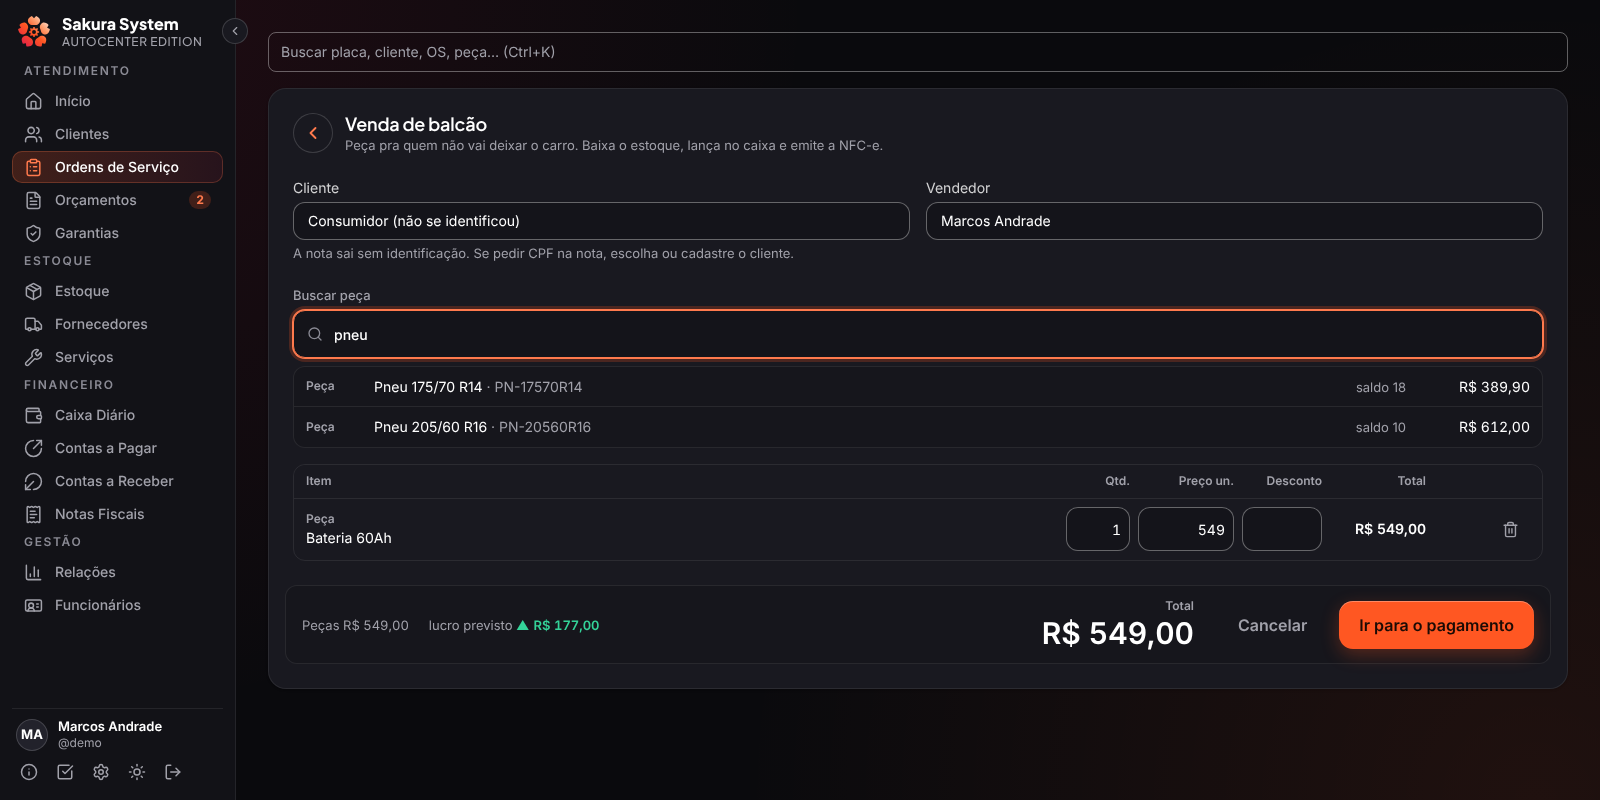 Sakura System
AUTOCENTER EDITION
ATENDIMENTO
Início
Clientes
Ordens de Serviço
Orçamentos 2
Garantias
ESTOQUE
Estoque
Fornecedores
Serviços
FINANCEIRO
Caixa Diário
Contas a Pagar
Contas a Receber
Notas Fiscais
GESTÃO
Relações
Funcionários
MA
Marcos Andrade
@demo
Buscar placa, cliente, OS, peça... (Ctrl+K)
Venda de balcão
Peça pra quem não vai deixar o carro. Baixa o estoque, lança no caixa e emite a NFC-e.
Cliente
Consumidor (não se identificou)
A nota sai sem identificação. Se pedir CPF na nota, escolha ou cadastre o cliente.
Vendedor
Marcos Andrade
Buscar peça
pneu
Peça Pneu 175/70 R14 · PN-17570R14 saldo 18 R$ 389,90
Peça Pneu 205/60 R16 · PN-20560R16 saldo 10 R$ 612,00
Item Qtd. Preço un. Desconto Total
Peça
Bateria 60Ah 1 549 R$ 549,00
Peças R$ 549,00 lucro previsto ▲ R$ 177,00
Total
R$ 549,00
Cancelar
Ir para o pagamento